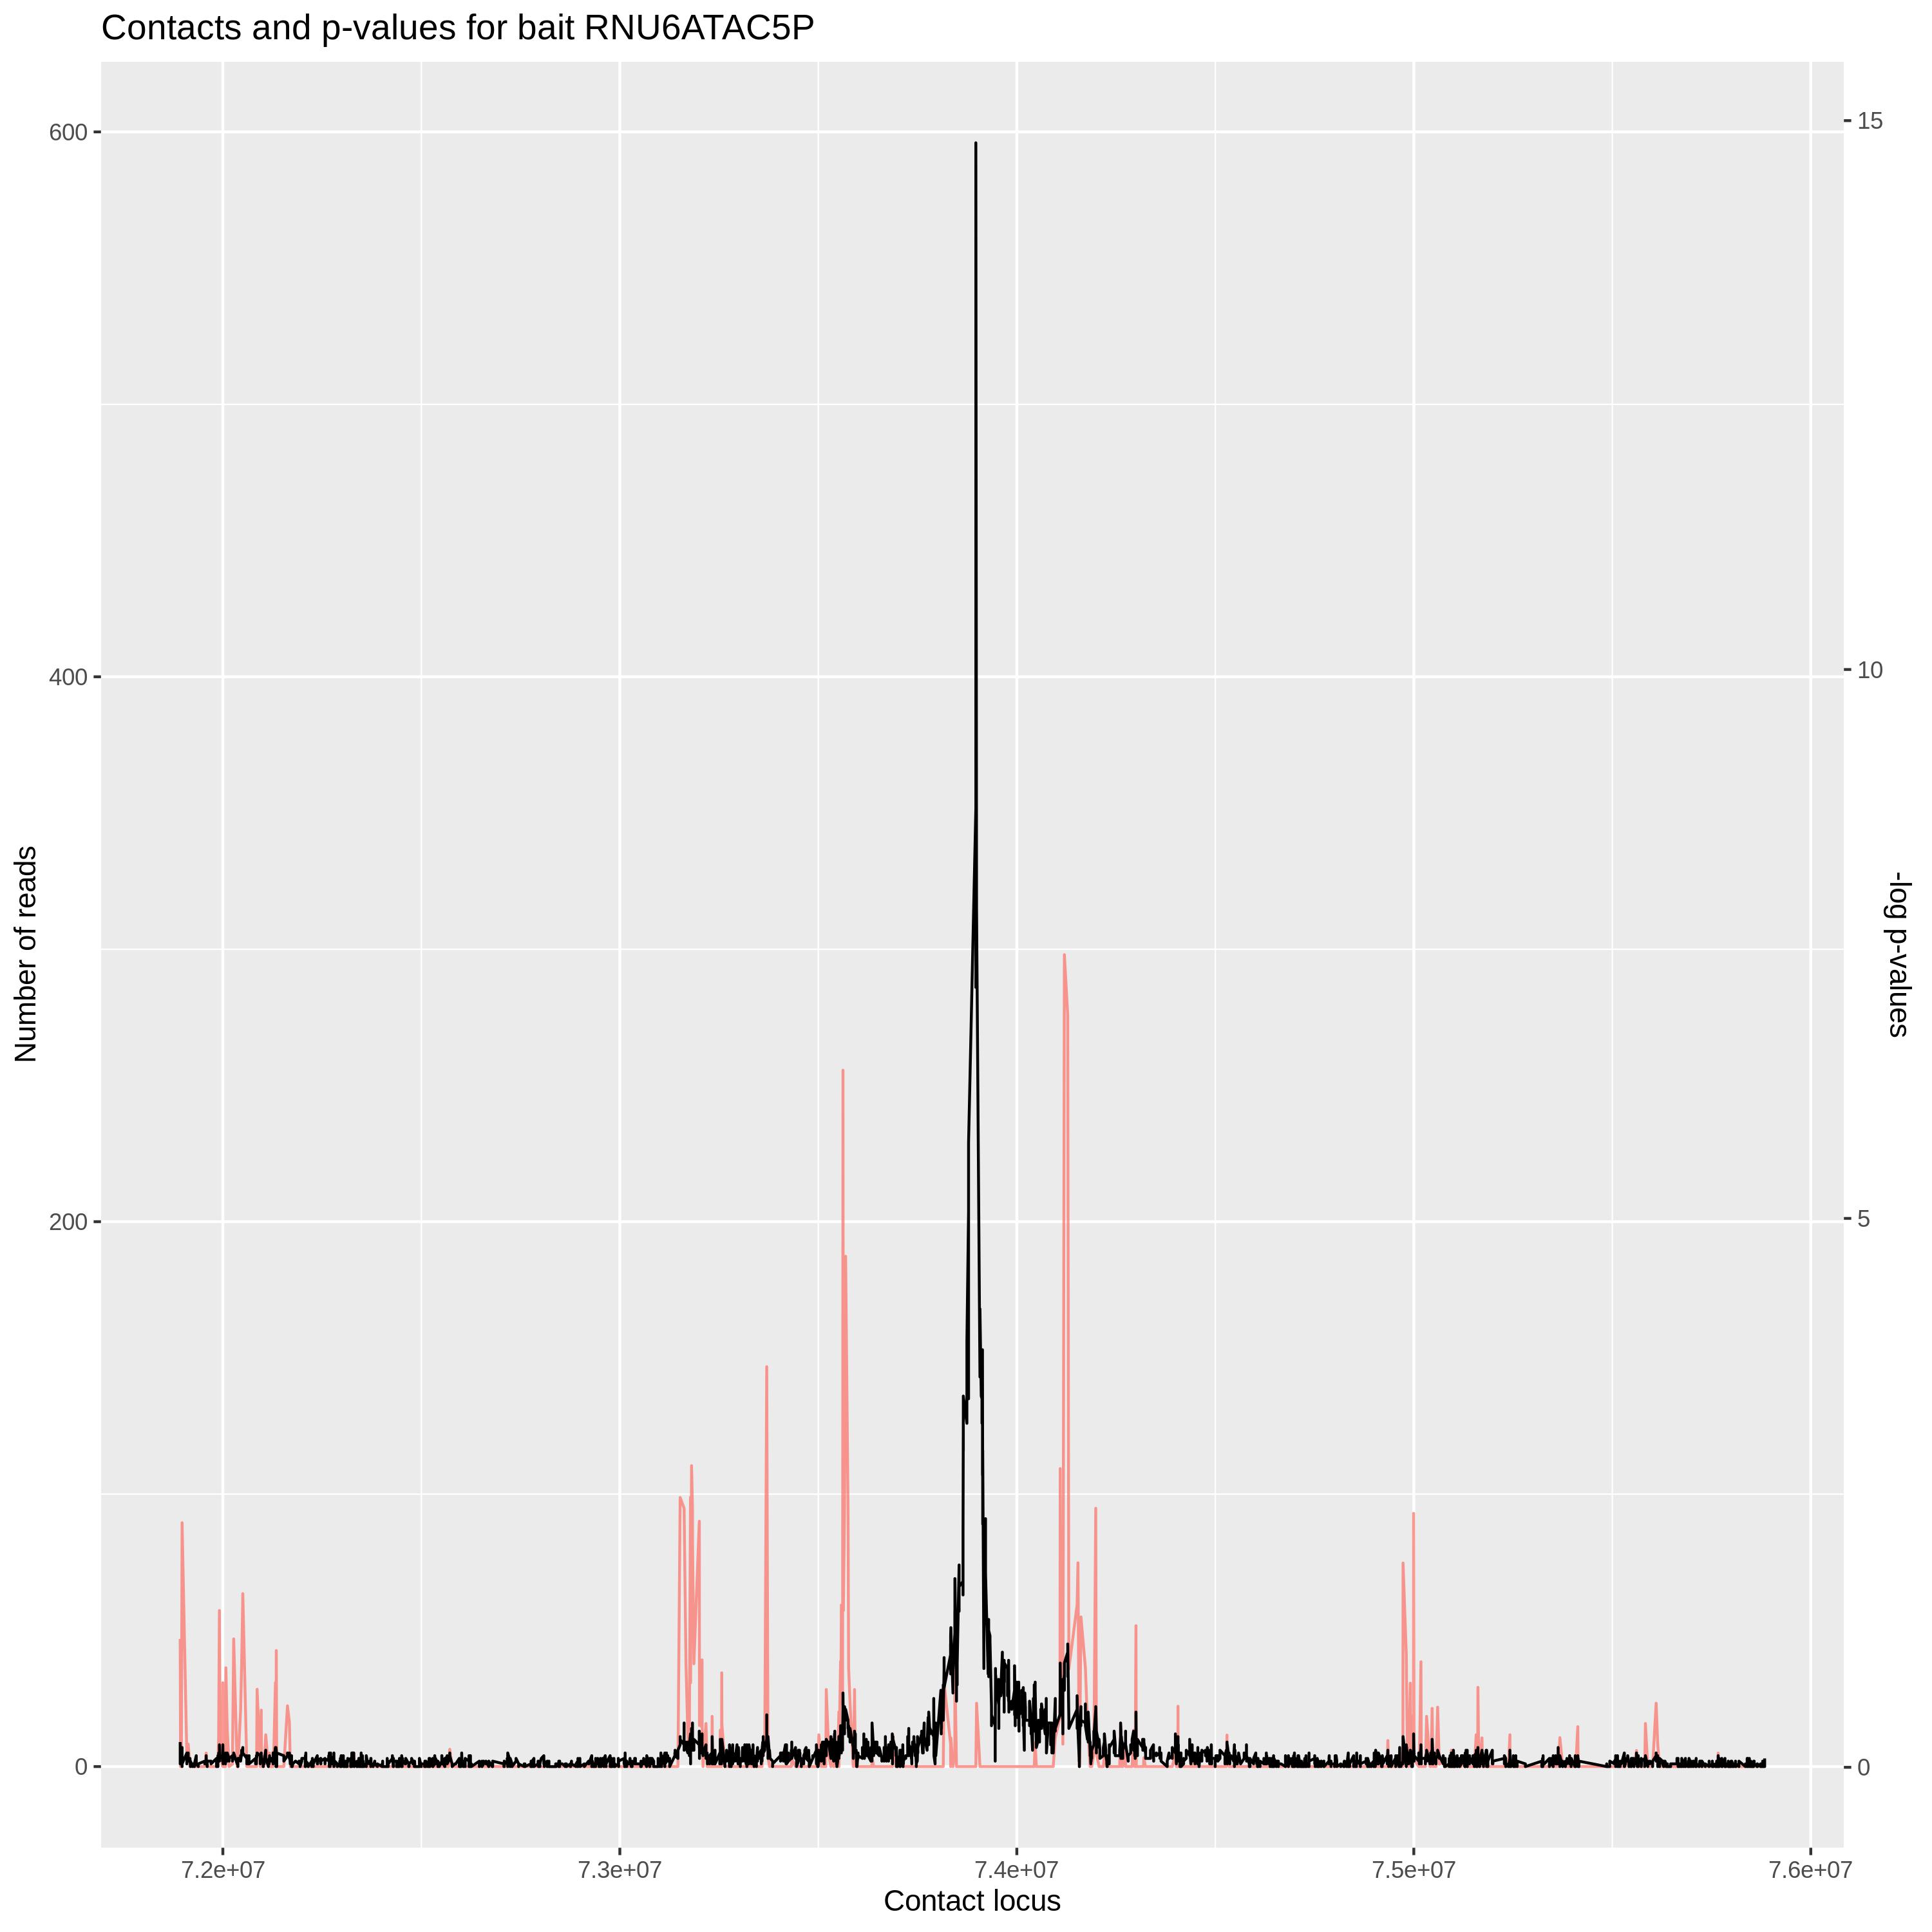 Contacts and p-values for bait RNU6ATAC5P
600
400
200
0
15
10
5
0
Number of reads
-log p-values
7.2e+07
7.3e+07
7.4e+07
7.5e+07
7.6e+07
Contact locus